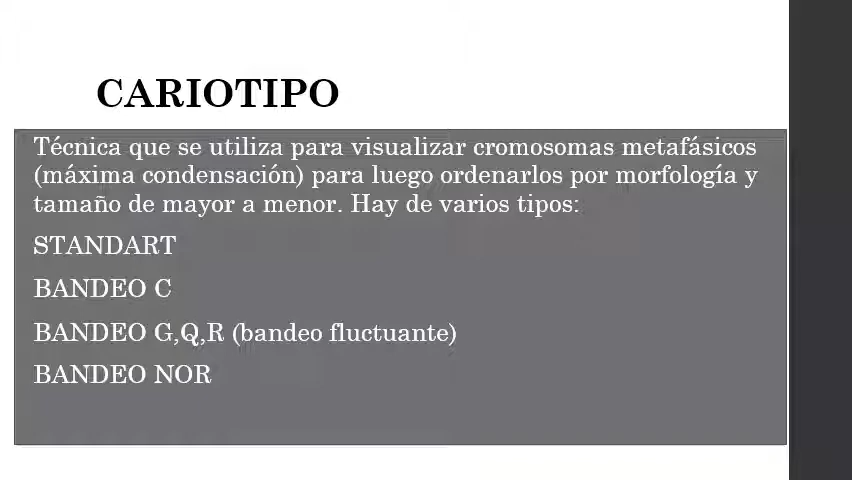 CARIOTIPO
Técnica que se utiliza para visualizar cromosomas metafásicos
(máxima condensación) para luego ordenarlos por morfología y
tamaño de mayor a menor. Hay de varios tipos:
STANDART
BANDEO C
BANDEO G,Q,R (bandeo fluctuante)
BANDEO NOR